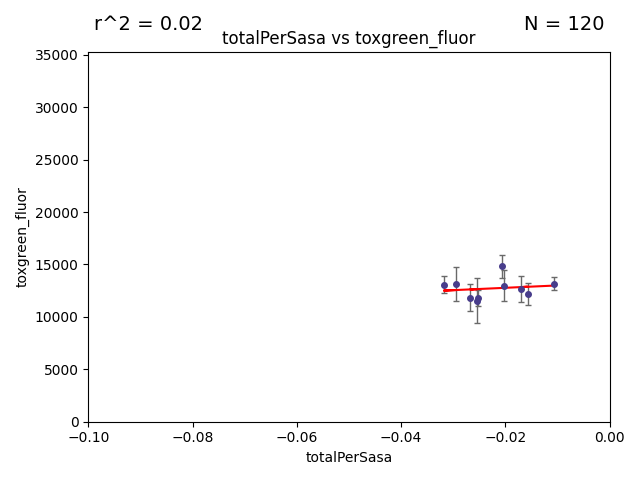 r^2 = 0.02
N = 120
totalPerSasa vs toxgreen_fluor
35000
30000
25000
20000
15000
10000
5000
0
toxgreen_fluor
−0.10 −0.08 −0.06 −0.04 −0.02 0.00
totalPerSasa